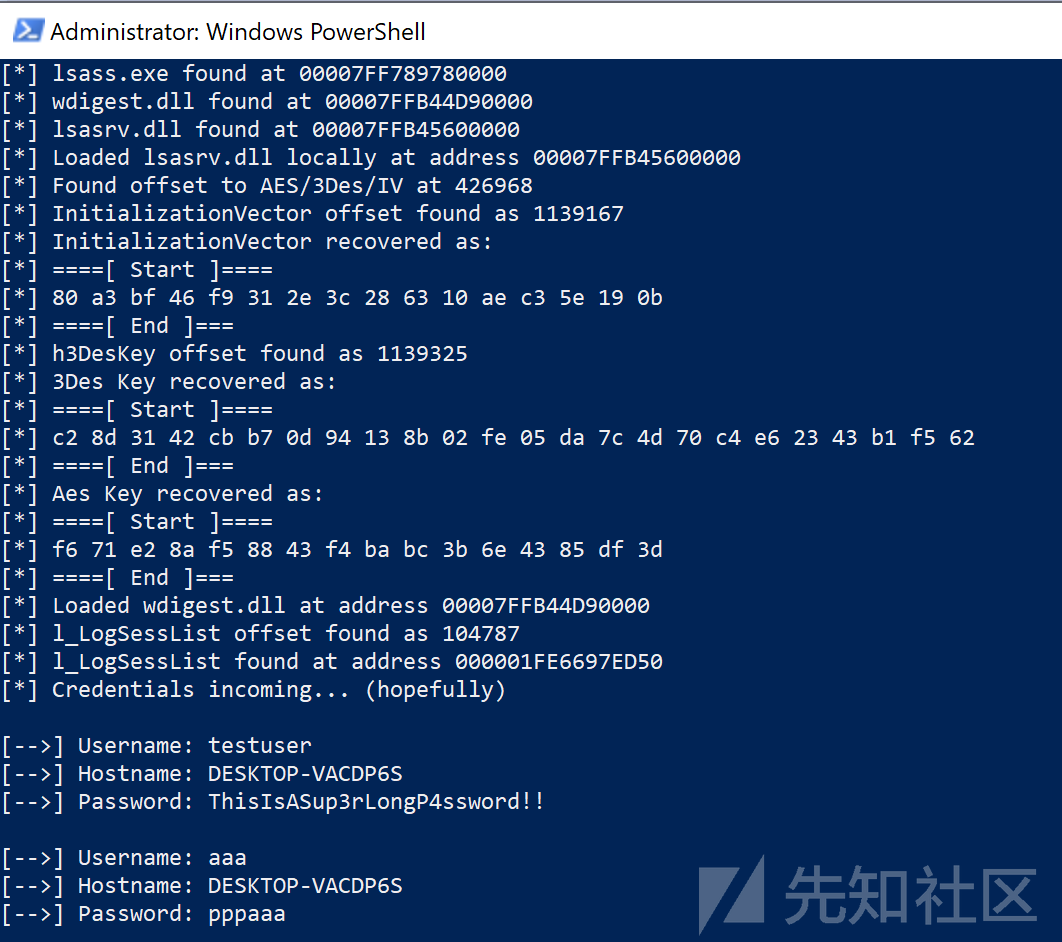 Administrator: Windows PowerShell
[*] lsass.exe found at 00007FF789780000
[*] wdigest.dll found at 00007FFB44D90000
[*] lsasrv.dll found at 00007FFB45600000
[*] Loaded lsasrv.dll locally at address 00007FFB45600000
[*] Found offset to AES/3Des/IV at 426968
[*] InitializationVector offset found as 1139167
[*] InitializationVector recovered as:
[*] ====[ Start ]====
[*] 80 a3 bf 46 f9 31 2e 3c 28 63 10 ae c3 5e 19 0b
[*] ====[ End ]===
[*] h3DesKey offset found as 1139325
[*] 3Des Key recovered as:
[*] ====[ Start ]====
[*] c2 8d 31 42 cb b7 0d 94 13 8b 02 fe 05 da 7c 4d 70 c4 e6 23 43 b1 f5 62
[*] ====[ End ]===
[*] Aes Key recovered as:
[*] ====[ Start ]====
[*] f6 71 e2 8a f5 88 43 f4 ba bc 3b 6e 43 85 df 3d
[*] ====[ End ]===
[*] Loaded wdigest.dll at address 00007FFB44D90000
[*] l_LogSessList offset found as 104787
[*] l_LogSessList found at address 000001FE6697ED50
[*] Credentials incoming... (hopefully)
[-->] Username: testuser
[-->] Hostname: DESKTOP-VACDP6S
[-->] Password: ThisIsASup3rLongP4ssword!!
[-->] Username: aaa
[-->] Hostname: DESKTOP-VACDP6S
[-->] Password: pppaaa
先知社区